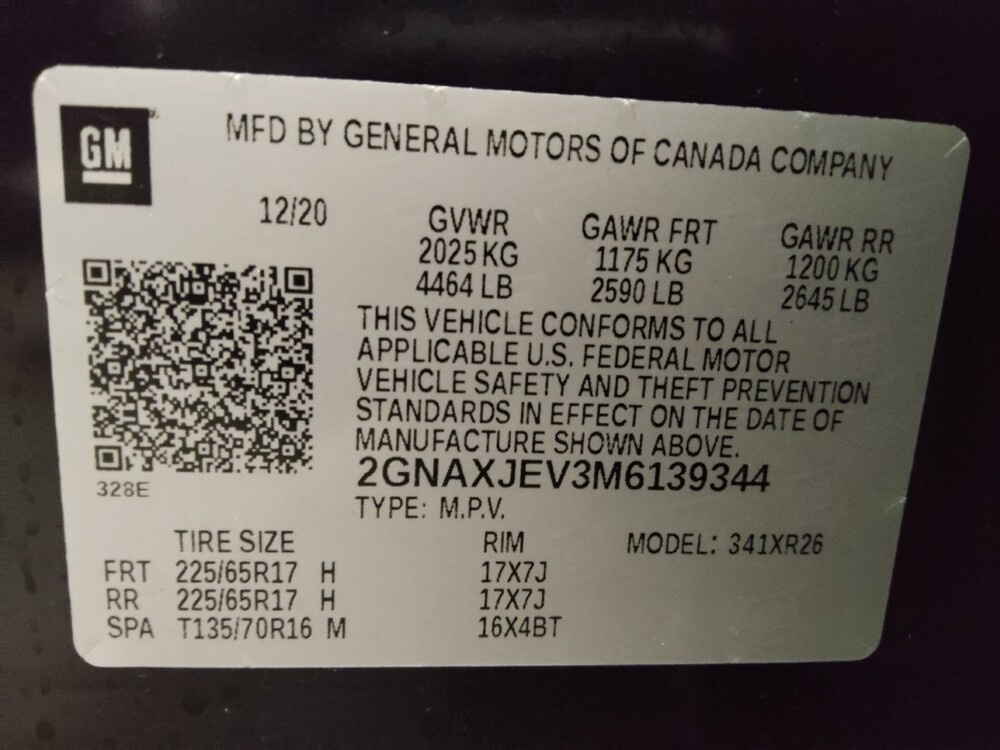 GM
MFD BY GENERAL MOTORS OF CANADA COMPANY
12/20 GVWR GAWR FRT GAWR RR
2025 KG 1175 KG 1200 KG
4464 LB 2590 LB 2645 LB
THIS VEHICLE CONFORMS TO ALL
APPLICABLE U.S. FEDERAL MOTOR
VEHICLE SAFETY AND THEFT PREVENTION
STANDARDS IN EFFECT ON THE DATE OF
MANUFACTURE SHOWN ABOVE.
2GNAXJEV3M6139344
328E
TYPE: M.P.V.
TIRE SIZE RIM MODEL: 341XR26
FRT 225/65R17 H 17X7J
RR 225/65R17 H 17X7J
SPA T135/70R16 M 16X4BT